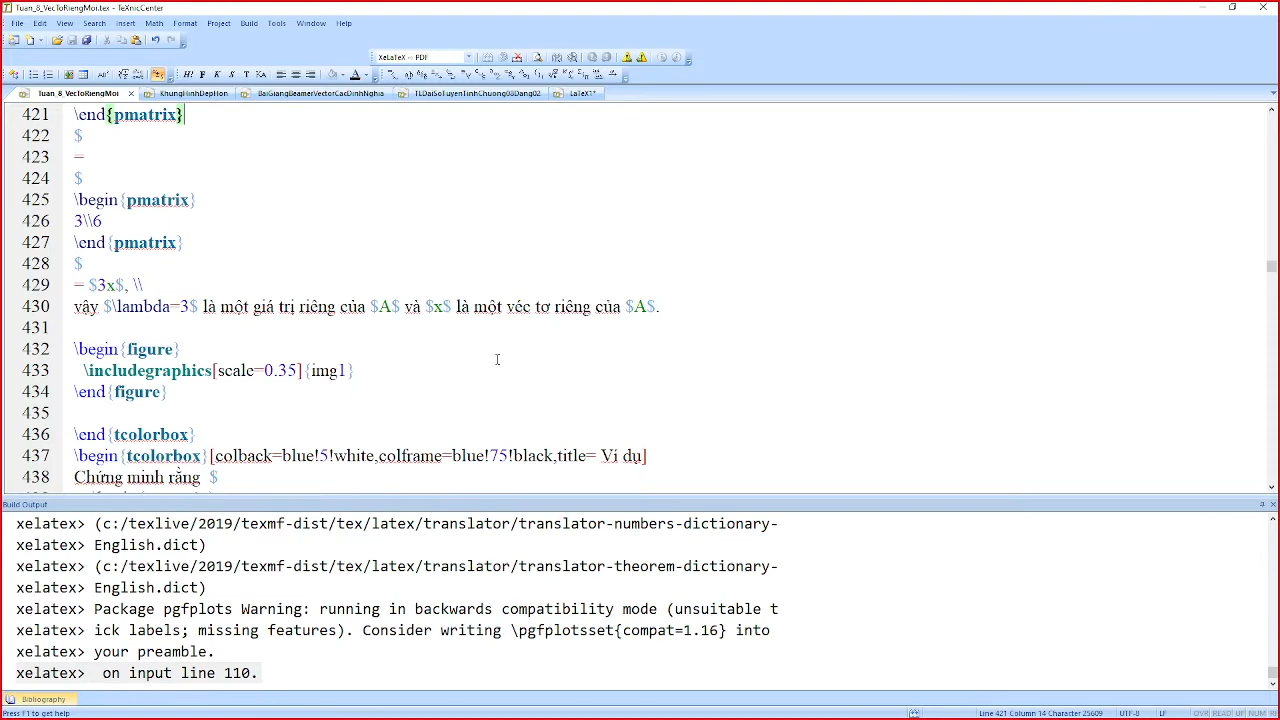 Tuan_8_VecToRiengMoi.tex - TeXnicCenter
File Edit View Search Insert Math Format Project Build Tools Window Help
XeLaTeX ⇨ PDF
Tuan_8_VecToRiengMoi KhungHinhDepHon BaiGiangBeamerVectorCacDinhNghia TLDaiSoTuyenTinhChuong08Dang02 LaTeX1*
421 \end{pmatrix}
422 $
423 =
424 $
425 \begin{pmatrix}
426 3\\6
427 \end{pmatrix}
428 $
429 = $3x$, \\
430 vậy $\lambda=3$ là một giá trị riêng của $A$ và $x$ là một véc tơ riêng của $A$.
431
432 \begin{figure}
433 \includegraphics[scale=0.35]{img1}
434 \end{figure}
435
436 \end{tcolorbox}
437 \begin{tcolorbox}[colback=blue!5!white,colframe=blue!75!black,title= Ví dụ]
438 Chứng minh rằng $
Build Output
xelatex> (c:/texlive/2019/texmf-dist/tex/latex/translator/translator-numbers-dictionary-
xelatex> English.dict)
xelatex> (c:/texlive/2019/texmf-dist/tex/latex/translator/translator-theorem-dictionary-
xelatex> English.dict)
xelatex> Package pgfplots Warning: running in backwards compatibility mode (unsuitable t
xelatex> ick labels; missing features). Consider writing \pgfplotsset{compat=1.16} into
xelatex> your preamble.
xelatex> on input line 110.
Bibliography
Press F1 to get help
Line 421 Column 14 Character 25609 UTF-8 LF OVR READ UF NUM